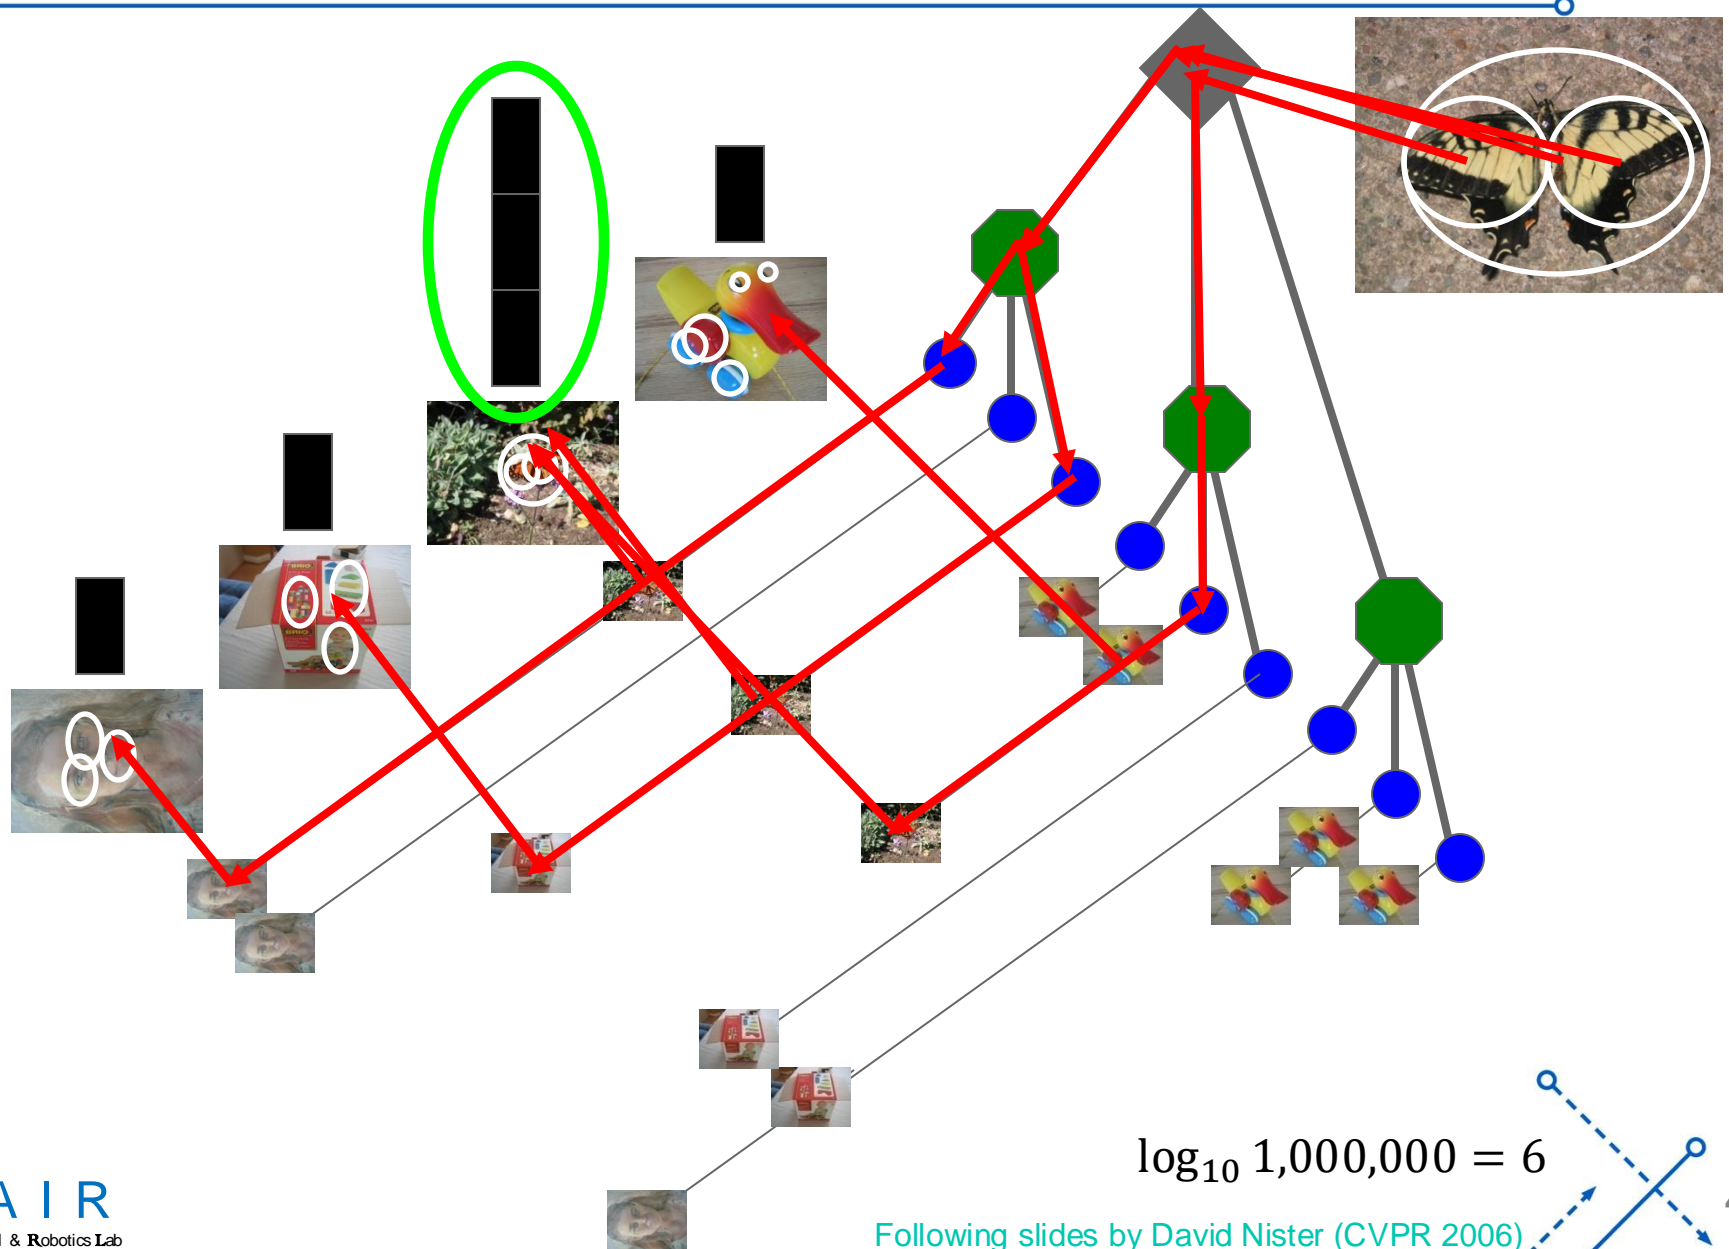 log₁₀ 1,000,000 = 6
A I R
& Robotics Lab
Following slides by David Nister (CVPR 2006)